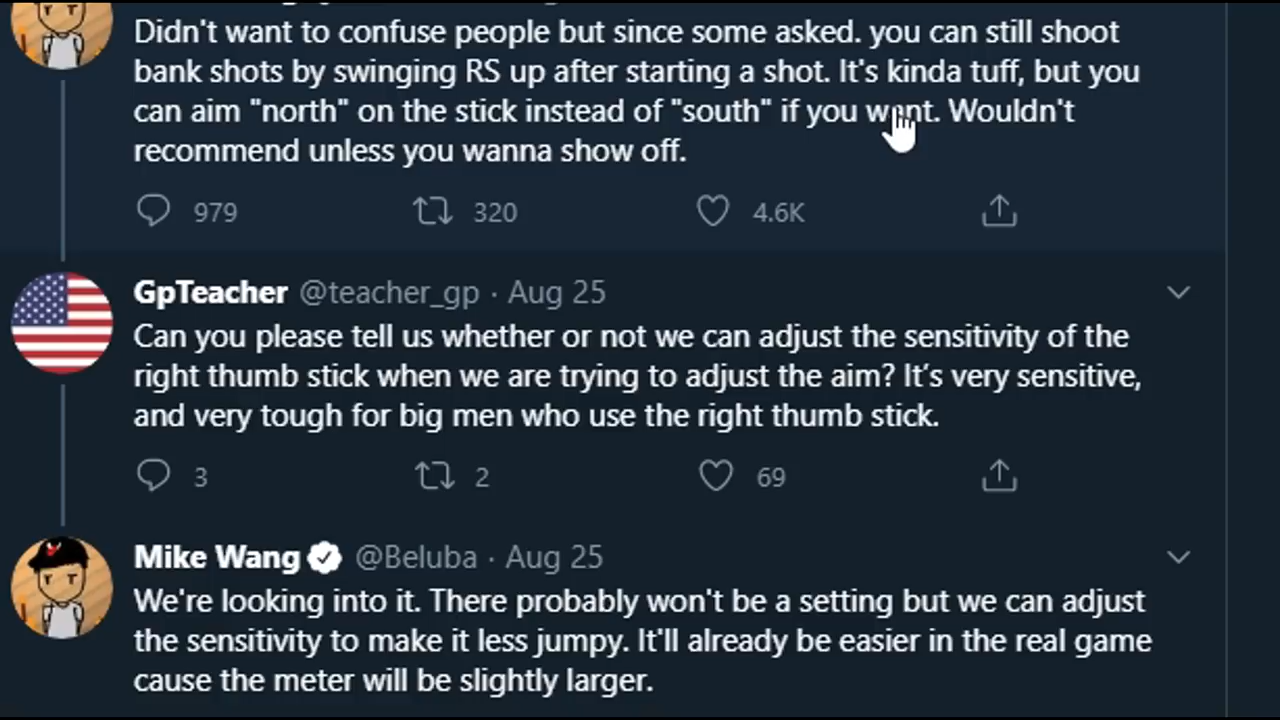 Didn't want to confuse people but since some asked. you can still shoot
bank shots by swinging RS up after starting a shot. It's kinda tuff, but you
can aim "north" on the stick instead of "south" if you want. Wouldn't
recommend unless you wanna show off.
979 320 4.6K
GpTeacher @teacher_gp · Aug 25
Can you please tell us whether or not we can adjust the sensitivity of the
right thumb stick when we are trying to adjust the aim? It's very sensitive,
and very tough for big men who use the right thumb stick.
3 2 69
Mike Wang @Beluba · Aug 25
We're looking into it. There probably won't be a setting but we can adjust
the sensitivity to make it less jumpy. It'll already be easier in the real game
cause the meter will be slightly larger.